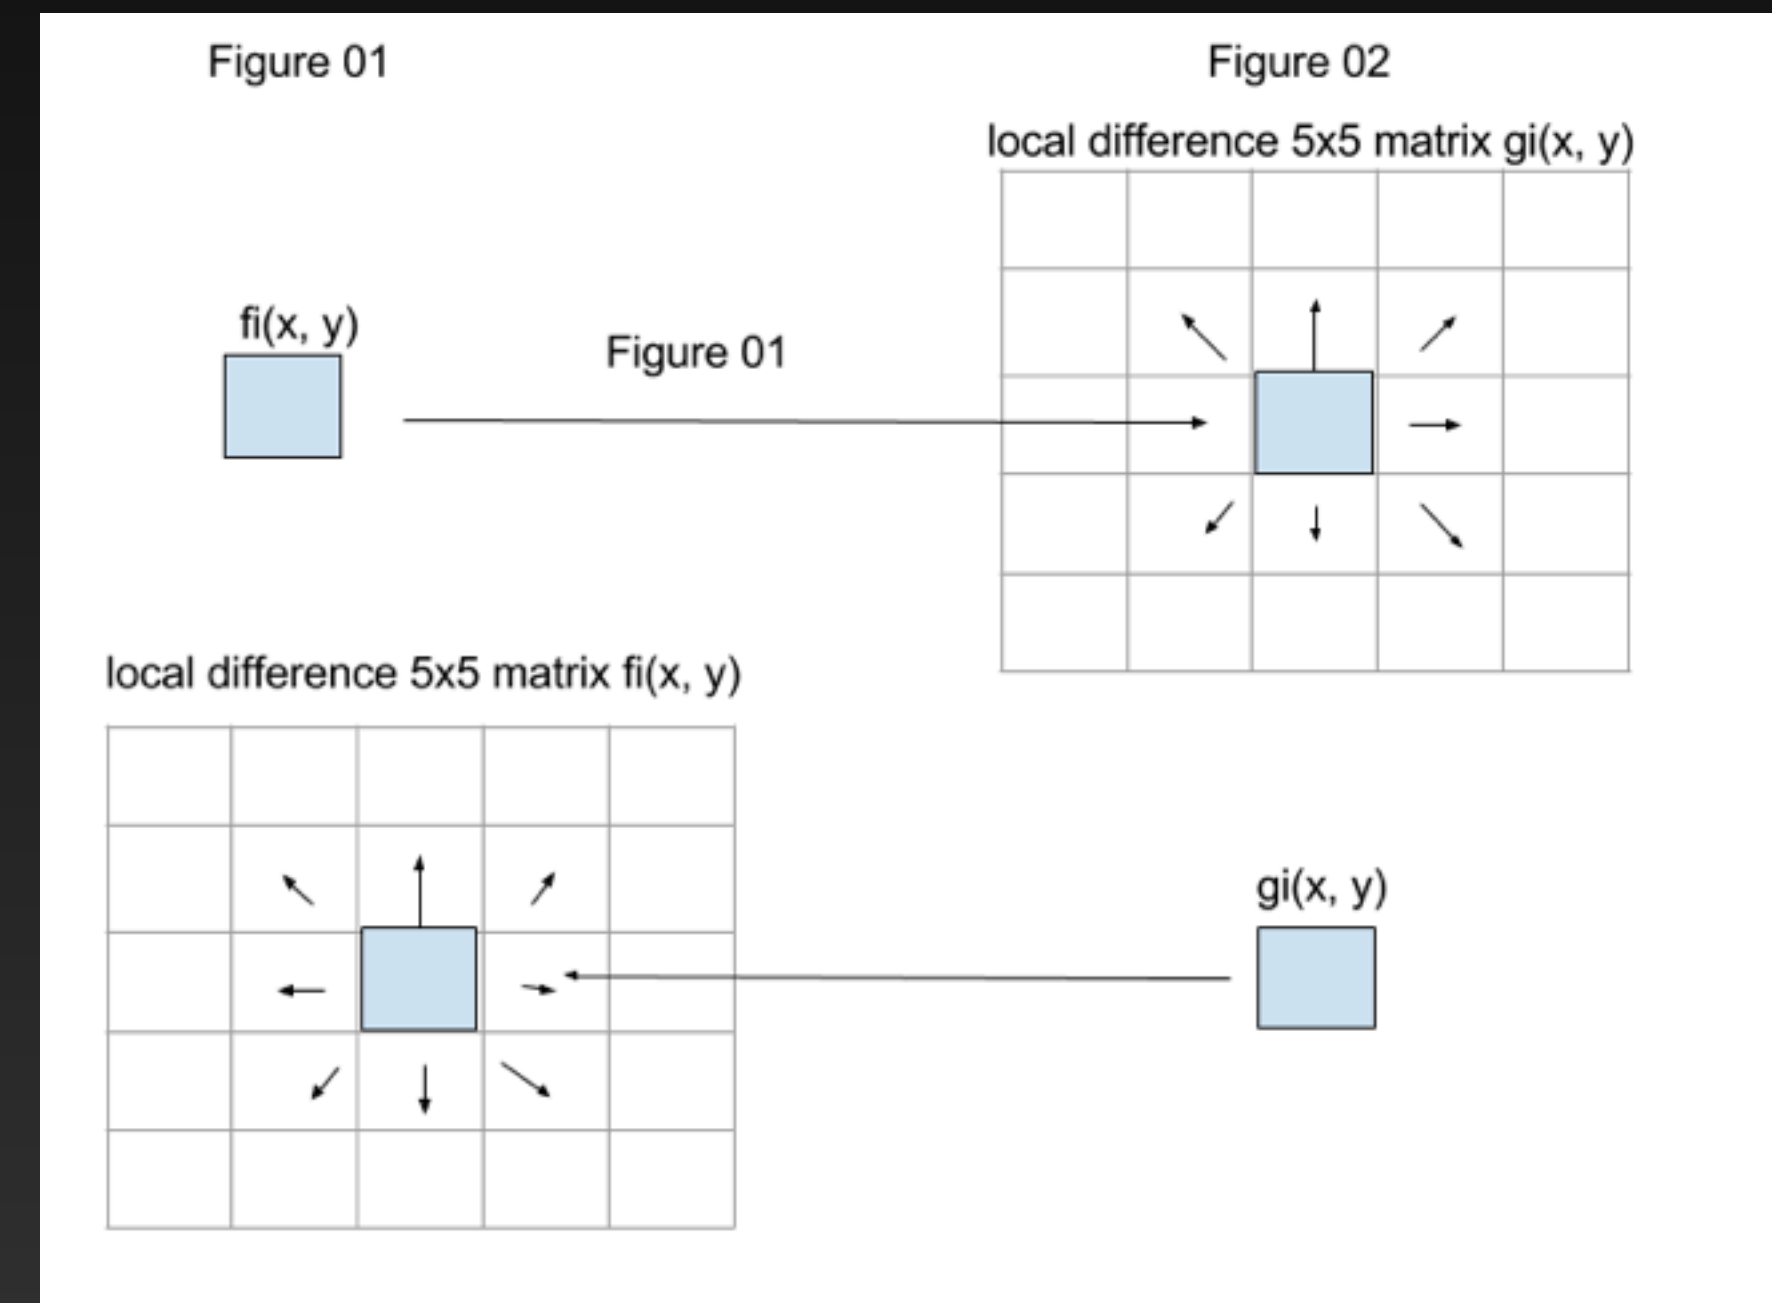 Figure 01
Figure 02
local difference 5x5 matrix gi(x, y)
fi(x, y)
Figure 01
local difference 5x5 matrix fi(x, y)
gi(x, y)